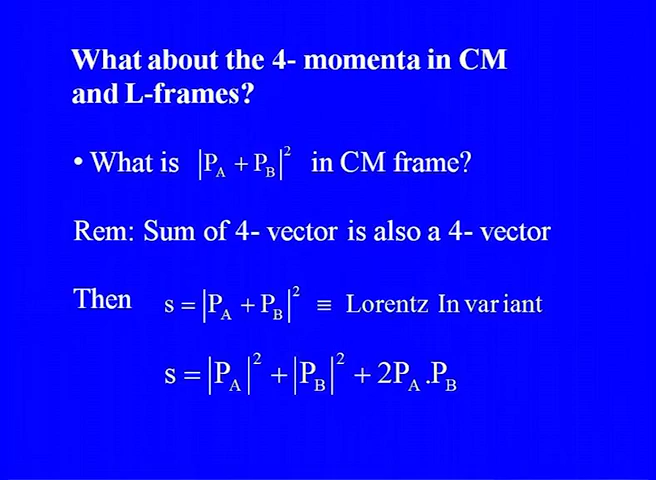 What about the 4- momenta in CM
and L-frames?
• What is |P_A + P_B|² in CM frame?
Rem: Sum of 4- vector is also a 4- vector
Then s = |P_A + P_B|² ≡ Lorentz In var iant
s = |P_A|² + |P_B|² + 2P_A .P_B